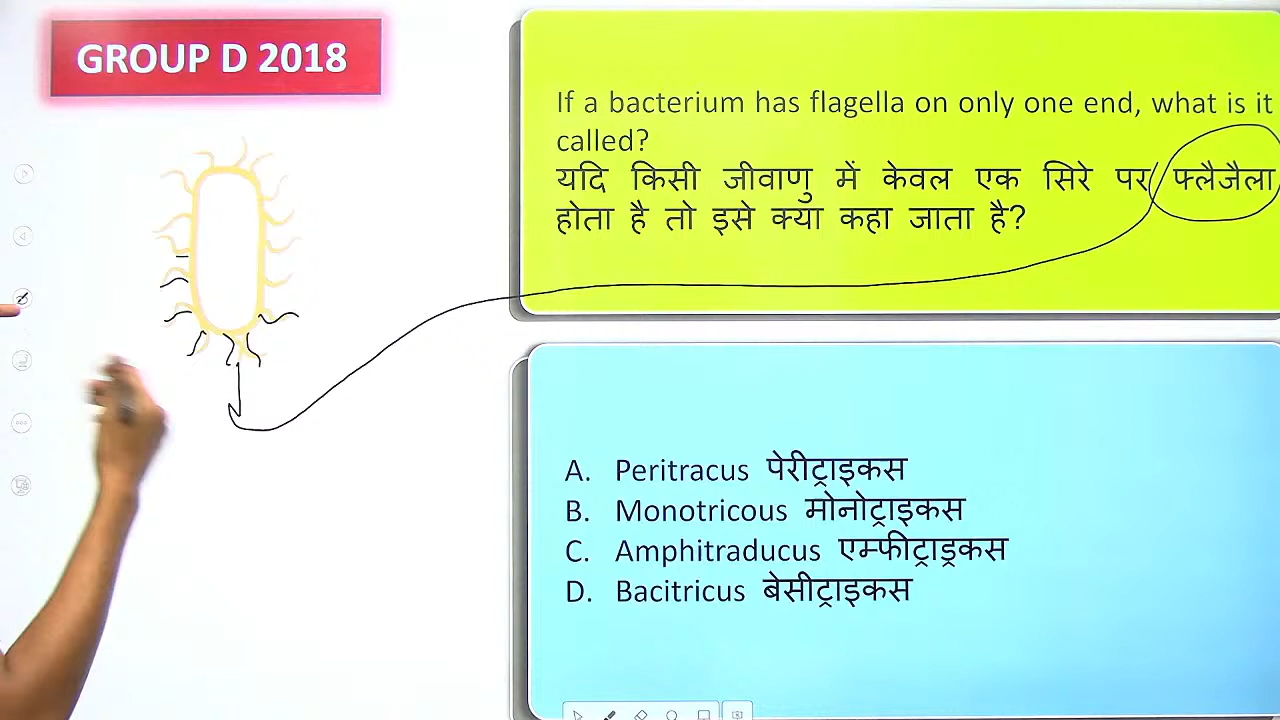 GROUP D 2018
If a bacterium has flagella on only one end, what is it
called?
यदि किसी जीवाणु में केवल एक सिरे पर फ्लैजैला
होता है तो इसे क्या कहा जाता है?
A. Peritracus पेरीट्राइकस
B. Monotricous मोनोट्राइकस
C. Amphitraducus एम्फीट्राड्रकस
D. Bacitricus बेसीट्राइकस